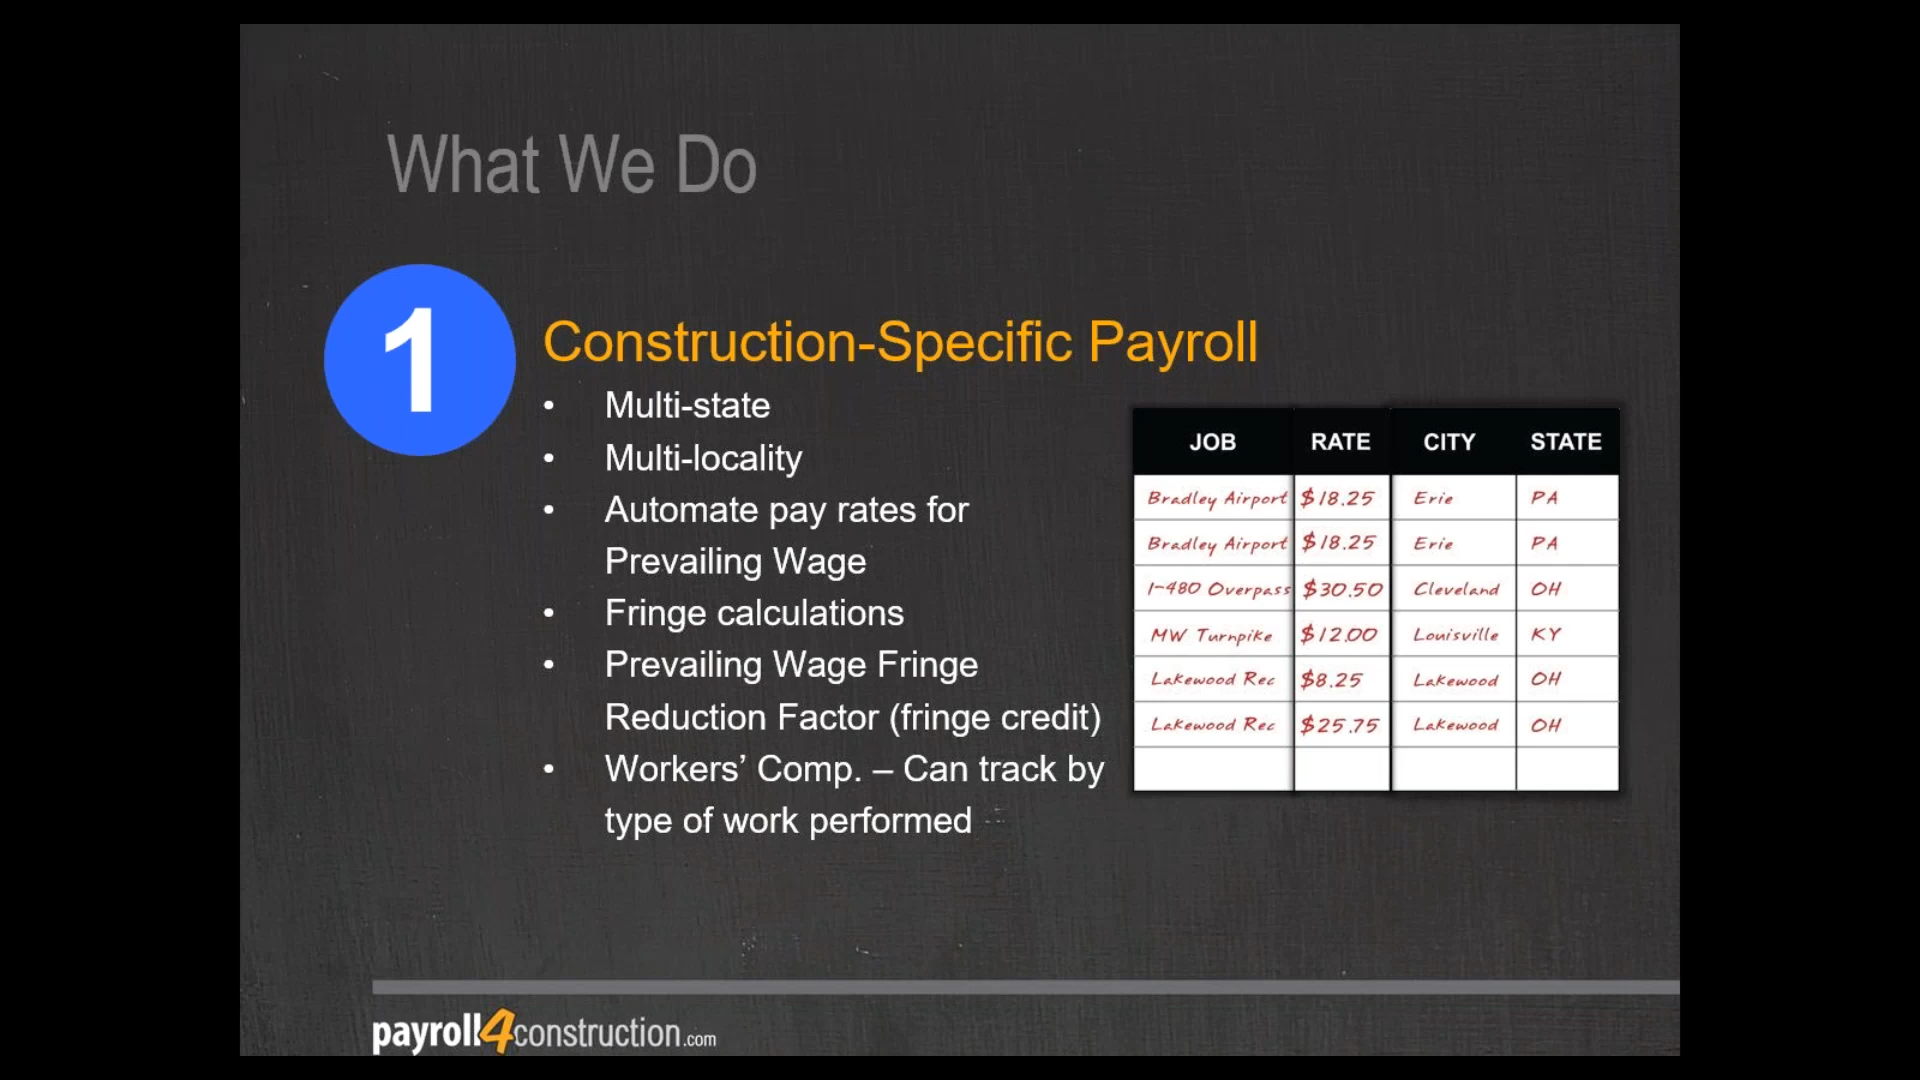 What We Do
1
Construction-Specific Payroll
• Multi-state
• Multi-locality
• Automate pay rates for
Prevailing Wage
• Fringe calculations
• Prevailing Wage Fringe
Reduction Factor (fringe credit)
• Workers’ Comp. – Can track by
type of work performed
JOB RATE CITY STATE
Bradley Airport $18.25 Erie PA
Bradley Airport $18.25 Erie PA
I-480 Overpass $30.50 Cleveland OH
MW Turnpike $12.00 Louisville KY
Lakewood Rec $8.25 Lakewood OH
Lakewood Rec $25.75 Lakewood OH
payroll4construction.com